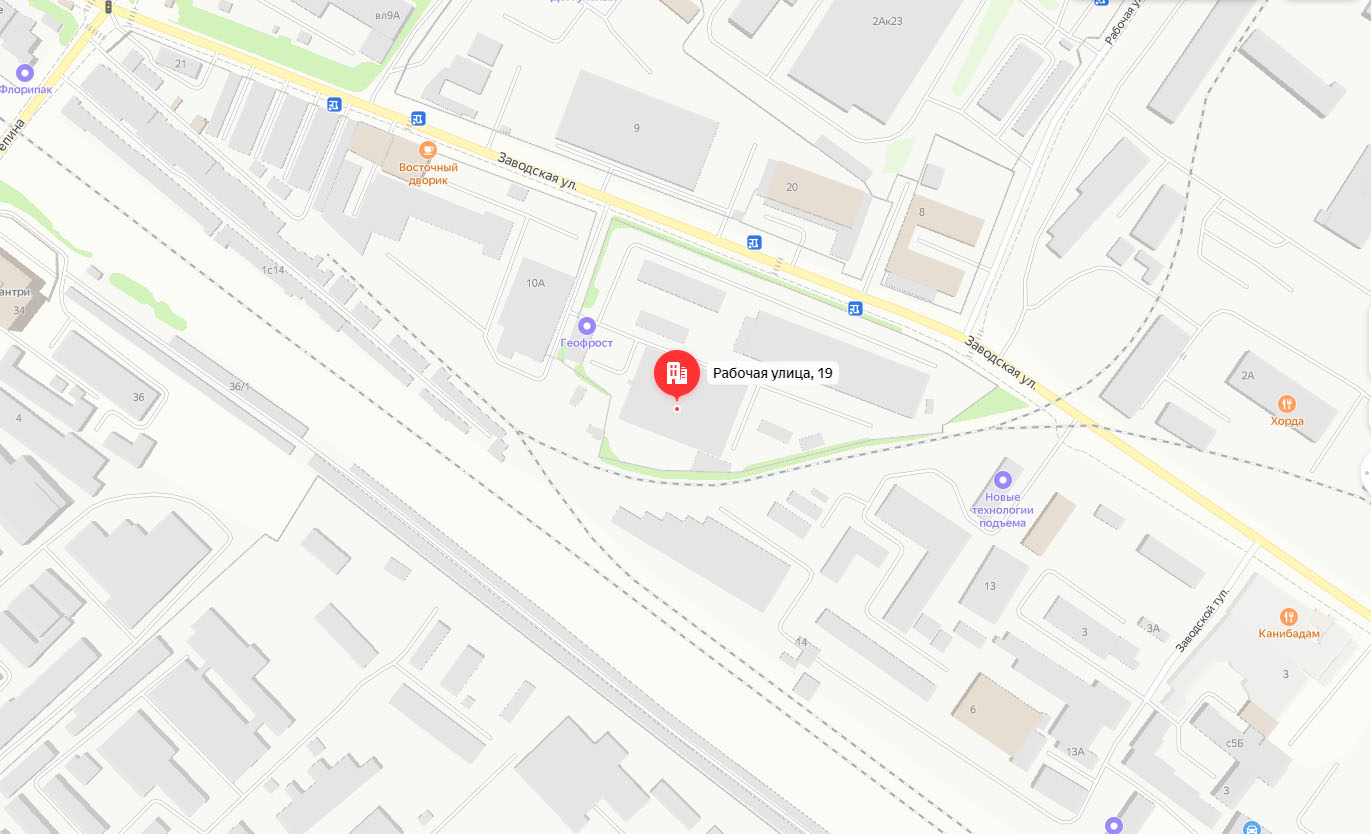 вл9А
2Ак23
Рабочая у
21
Флорипак
епина
9
Заводская ул.
Восточный
дворик
20
8
1с14
10А
антри
34
Геофрост
Заводская ул.
Рабочая улица, 19
36/1
36
2А
4
Хорда
Новые
технологии
подъема
13
Заводской туп.
3
3А
Канибадам
14
3
6
13А
с5Б
3